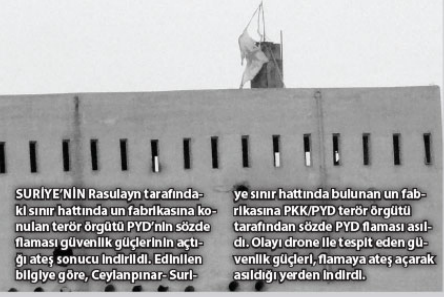 SURİYE'NİN Rasulayn tarafında-
ki sınır hattında un fabrikasına ko-
nulan terör örgütü PYD'nin sözde
flaması güvenlik güçlerinin açtı-
ğı ateş sonucu indirildi. Edinilen
bilgiye göre, Ceylanpınar- Suri-
ye sınır hattında bulunan un fab-
rikasına PKK/PYD terör örgütü
tarafından sözde PYD flaması asıl-
dı. Olayı drone ile tespit eden gü-
venlik güçleri, flamaya ateş açarak
asıldığı yerden indirdi.